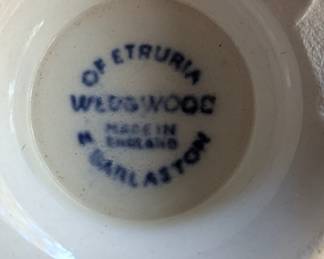 OF ETRURIA
WEDGWOOD
MADE IN
ENGLAND
& BARLASTON